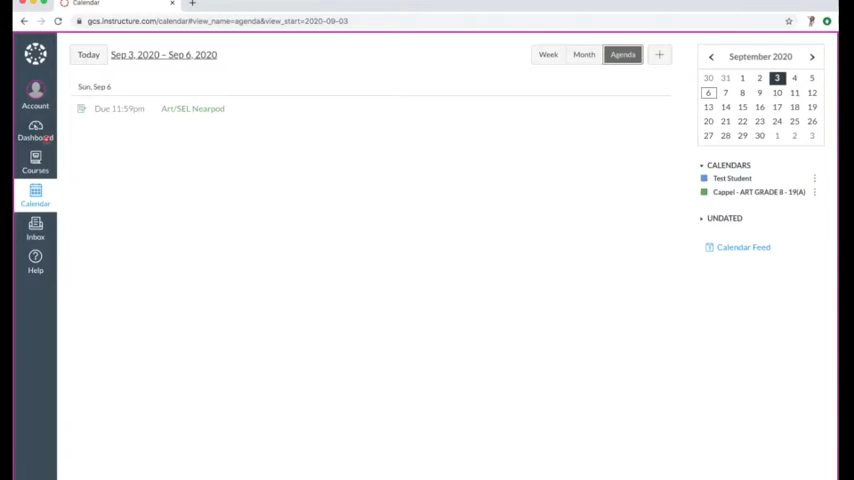 Calendar
gcs.instructure.com/calendar#view_name=agenda&view_start=2020-09-03
Today Sep 3, 2020 – Sep 6, 2020 Week Month Agenda
Sun, Sep 6
Due 11:59pm Art/SEL Nearpod
Account
Dashboard
Courses
Calendar
Inbox
Help
September 2020
30 31 1 2 3 4 5
6 7 8 9 10 11 12
13 14 15 16 17 18 19
20 21 22 23 24 25 26
27 28 29 30 1 2 3
CALENDARS
Test Student
Cappel - ART GRADE 8 - 19(A)
UNDATED
Calendar Feed